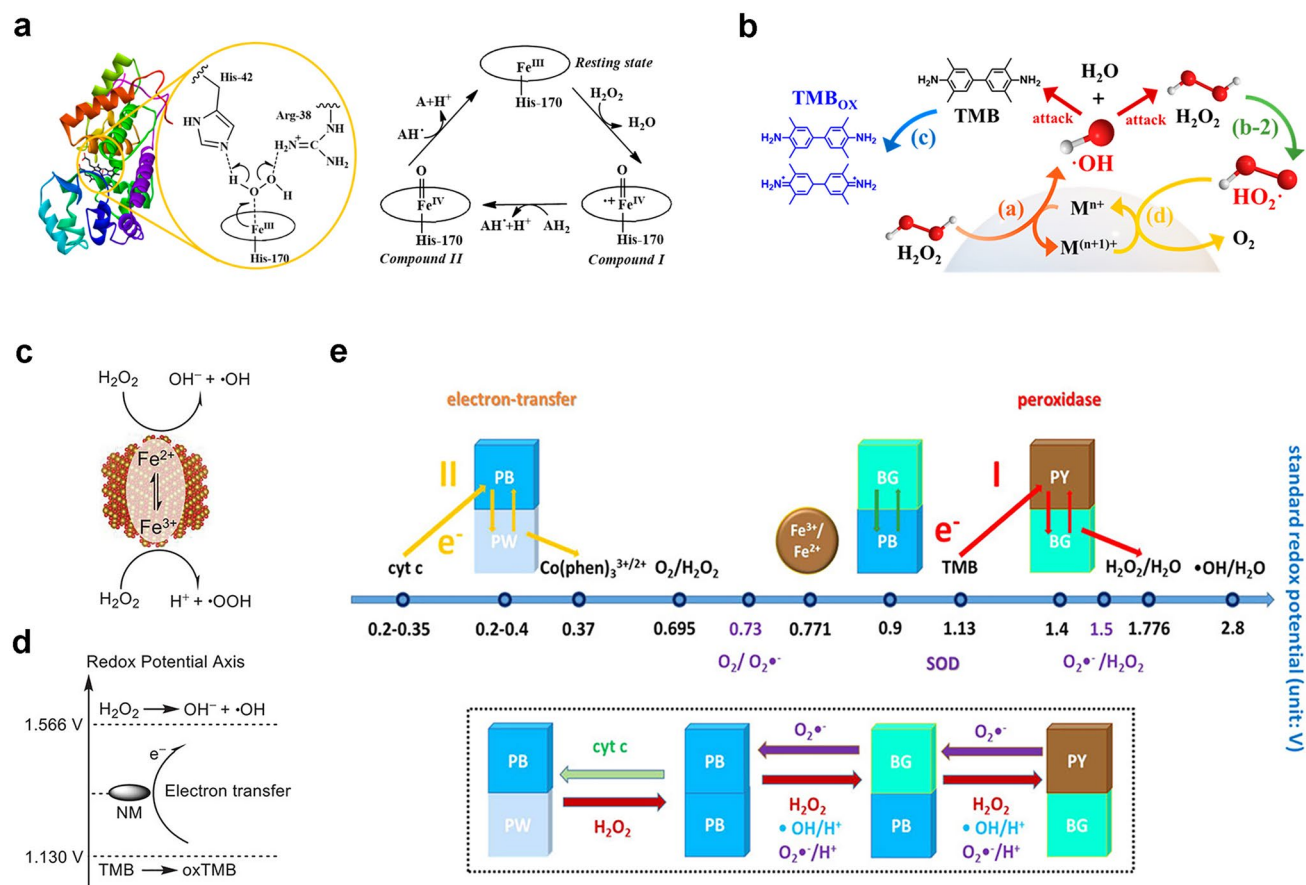 a
His-42
HN
N
Arg-38
NH
H₂N
+
NH₂
H
O
O
H
Fe^III
His-170
Fe^III
His-170
Resting state
H₂O₂
H₂O
O
·+ Fe^IV
His-170
Compound I
AH₂
AH^·+H⁺
O
Fe^IV
His-170
Compound II
AH^·
A+H⁺
b
NH₂
NH₂
TMB
H₂O
+
·OH
attack
attack
H₂O₂
(b-2)
HO₂·
TMB_OX
NH₂
NH₂
NH₂
NH₂
(c)
(a)
H₂O₂
Mⁿ⁺
M⁽ⁿ⁺¹⁾⁺
(d)
O₂
c
H₂O₂
OH⁻ + •OH
Fe²⁺
Fe³⁺
H₂O₂
H⁺ + •OOH
d
Redox Potential Axis
H₂O₂ → OH⁻ + •OH
1.566 V
e⁻
Electron transfer
NM
1.130 V
TMB → oxTMB
e
electron-transfer
peroxidase
II
PB
PW
e⁻
BG
PB
I
PY
BG
e⁻
Fe³⁺/
Fe²⁺
cyt c
Co(phen)₃³⁺/²⁺
O₂/H₂O₂
TMB
H₂O₂/H₂O
•OH/H₂O
0.2-0.35
0.2-0.4
0.37
0.695
0.73
0.771
0.9
1.13
1.4
1.5
1.776
2.8
O₂/ O₂•⁻
SOD
O₂•⁻/H₂O₂
standard redox potential (unit: V)
PB
PW
cyt c
H₂O₂
PB
PB
O₂•⁻
H₂O₂
• OH/H⁺
O₂•⁻/H⁺
BG
PB
O₂•⁻
H₂O₂
• OH/H⁺
O₂•⁻/H⁺
PY
BG